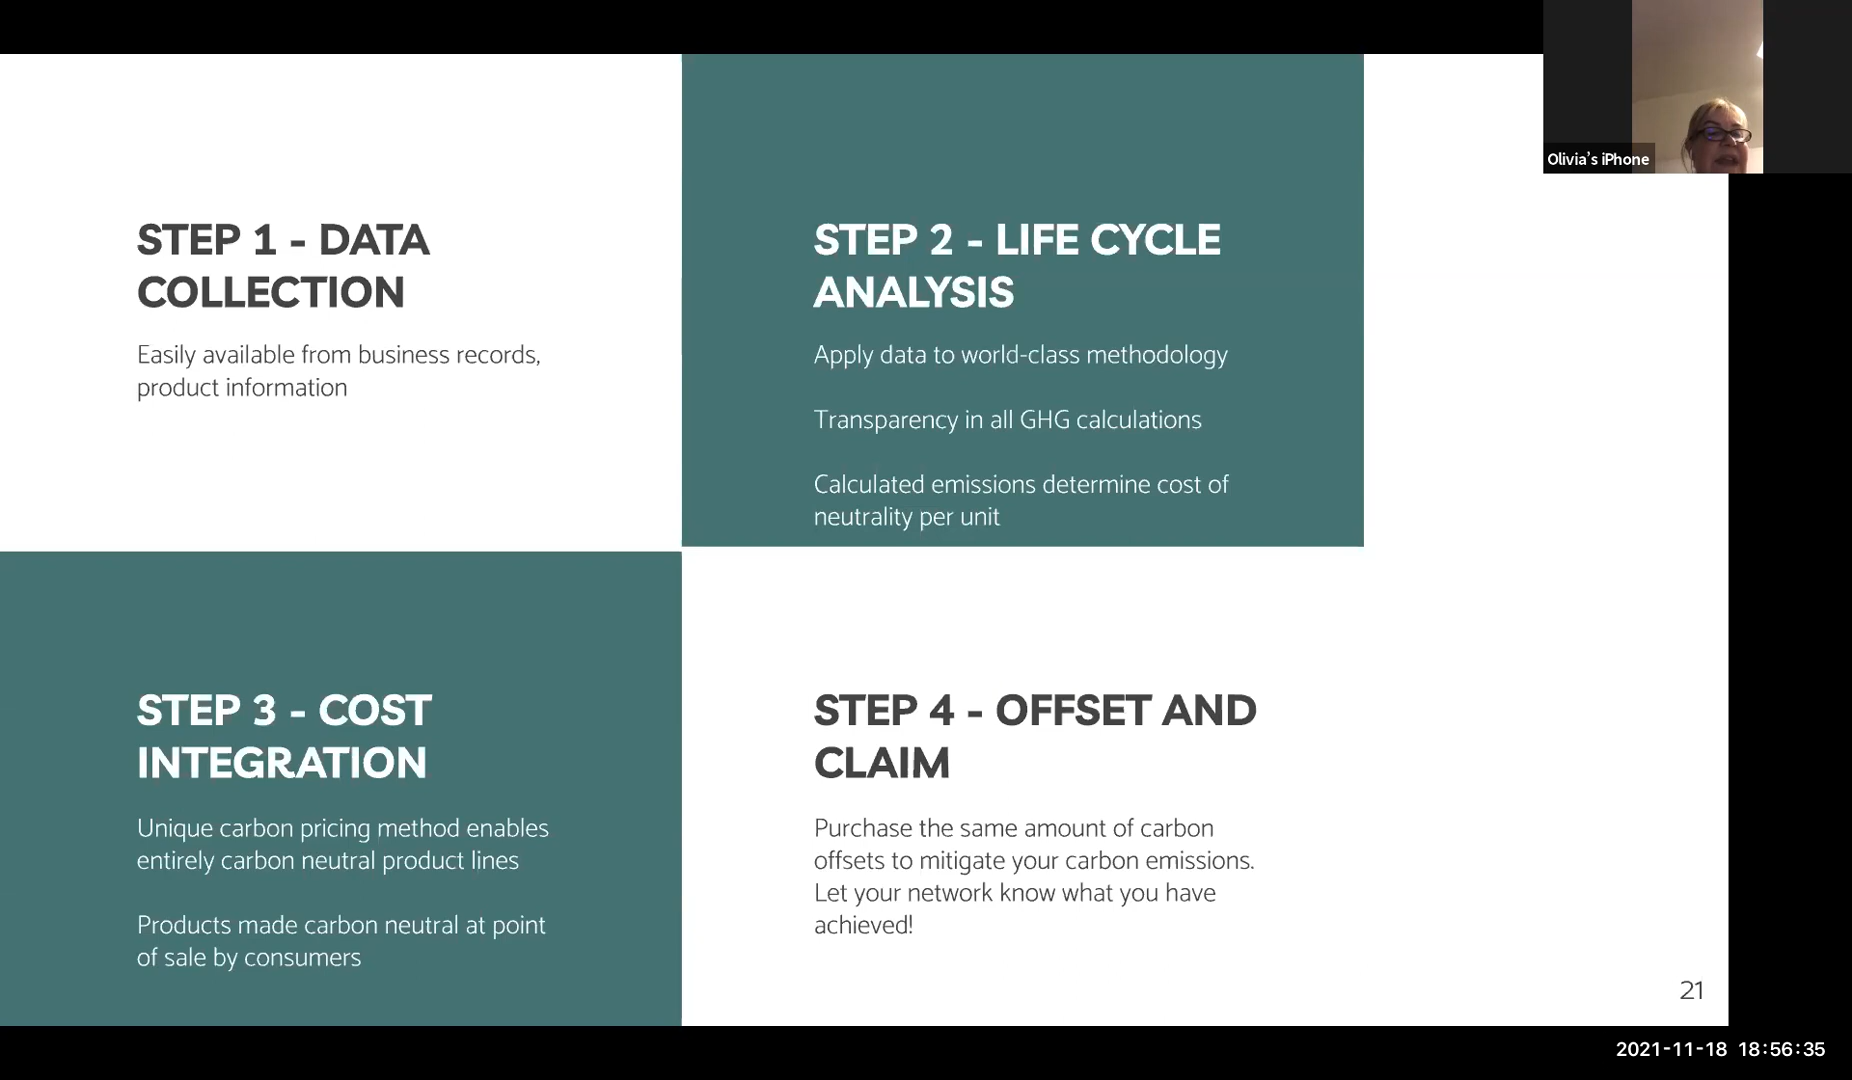 Olivia's iPhone
STEP 1 - DATA
COLLECTION
Easily available from business records,
product information
STEP 2 - LIFE CYCLE
ANALYSIS
Apply data to world-class methodology
Transparency in all GHG calculations
Calculated emissions determine cost of
neutrality per unit
STEP 3 - COST
INTEGRATION
Unique carbon pricing method enables
entirely carbon neutral product lines
Products made carbon neutral at point
of sale by consumers
STEP 4 - OFFSET AND
CLAIM
Purchase the same amount of carbon
offsets to mitigate your carbon emissions.
Let your network know what you have
achieved!
21
2021-11-18 18:56:35